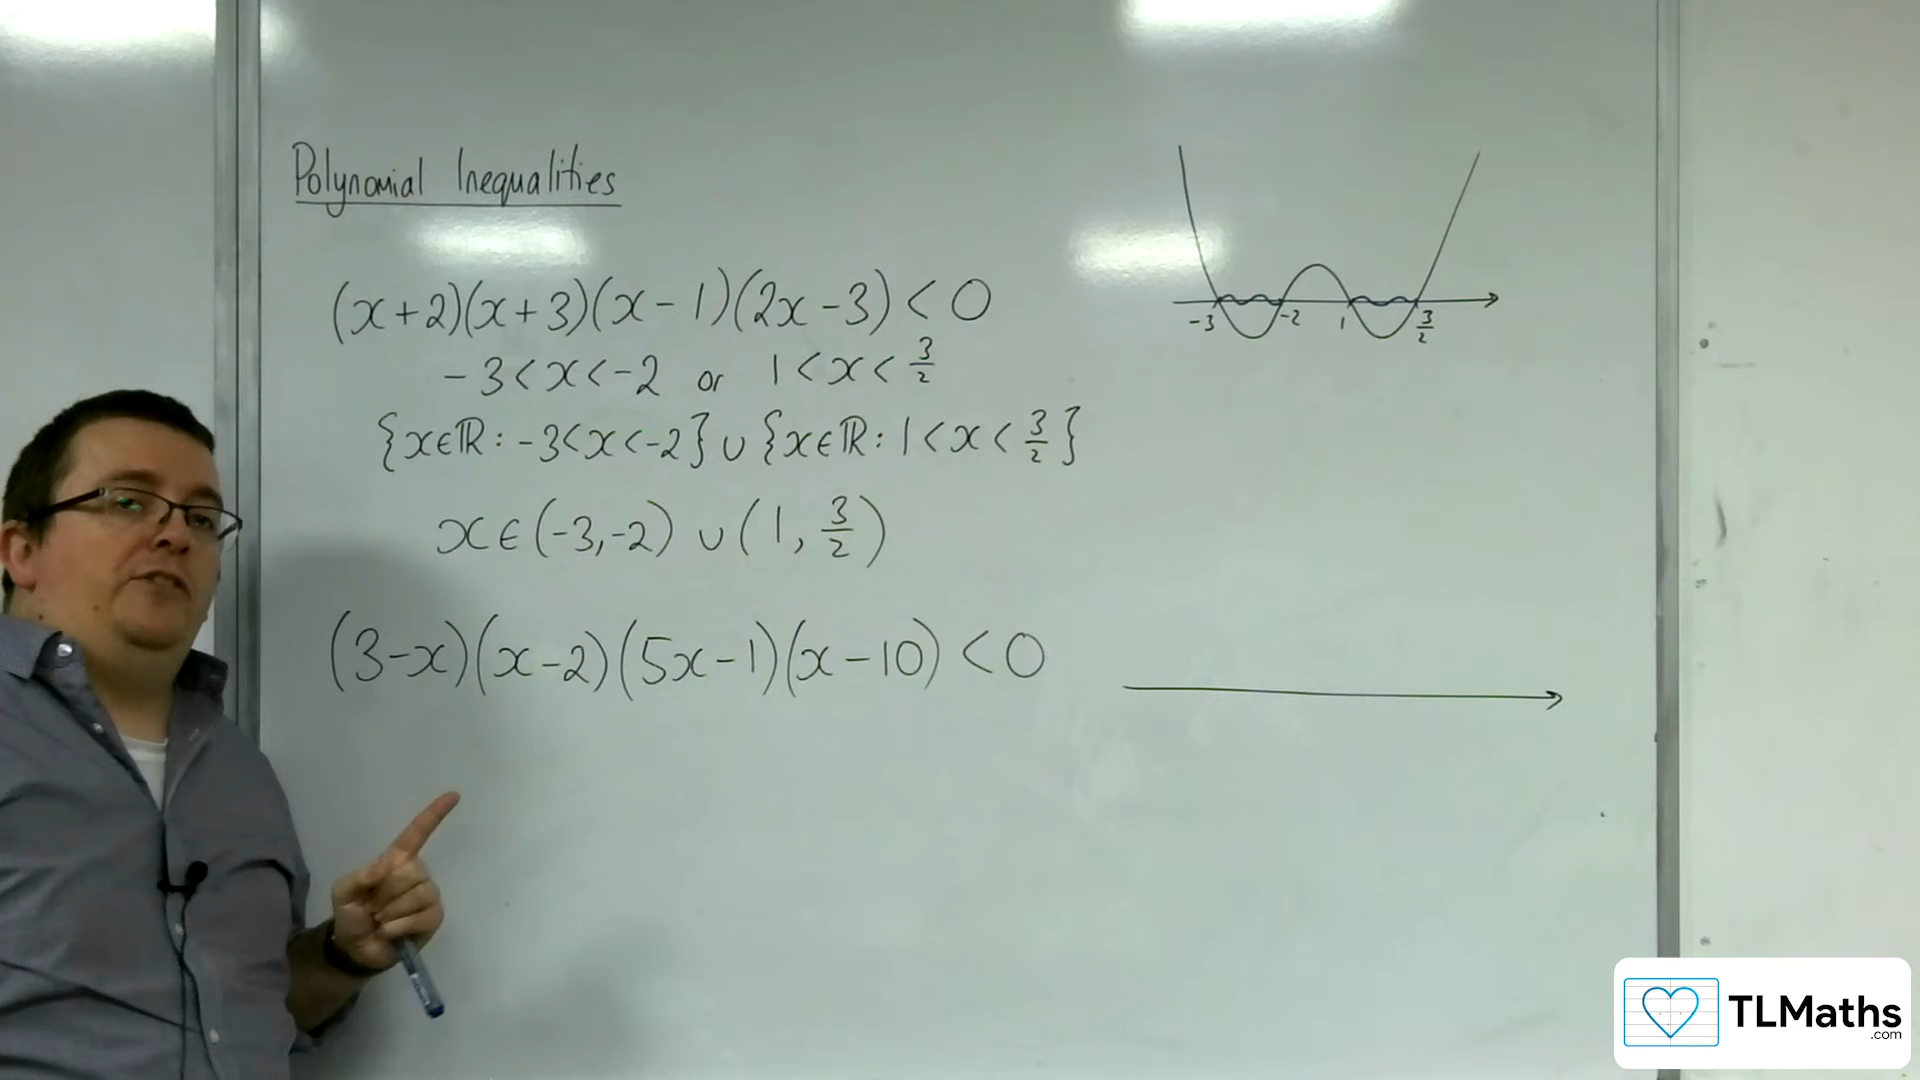 Polynomial Inequalities
(x+2)(x+3)(x-1)(2x-3) < 0
-3 < x < -2 or 1 < x < 3/2
{x∈ℝ : -3<x<-2} ∪ {x∈ℝ : 1 < x < 3/2}
x ∈ (-3,-2) ∪ (1, 3/2)
(3-x)(x-2)(5x-1)(x-10) < 0
-3 -2 1 3/2
TLMaths
.com